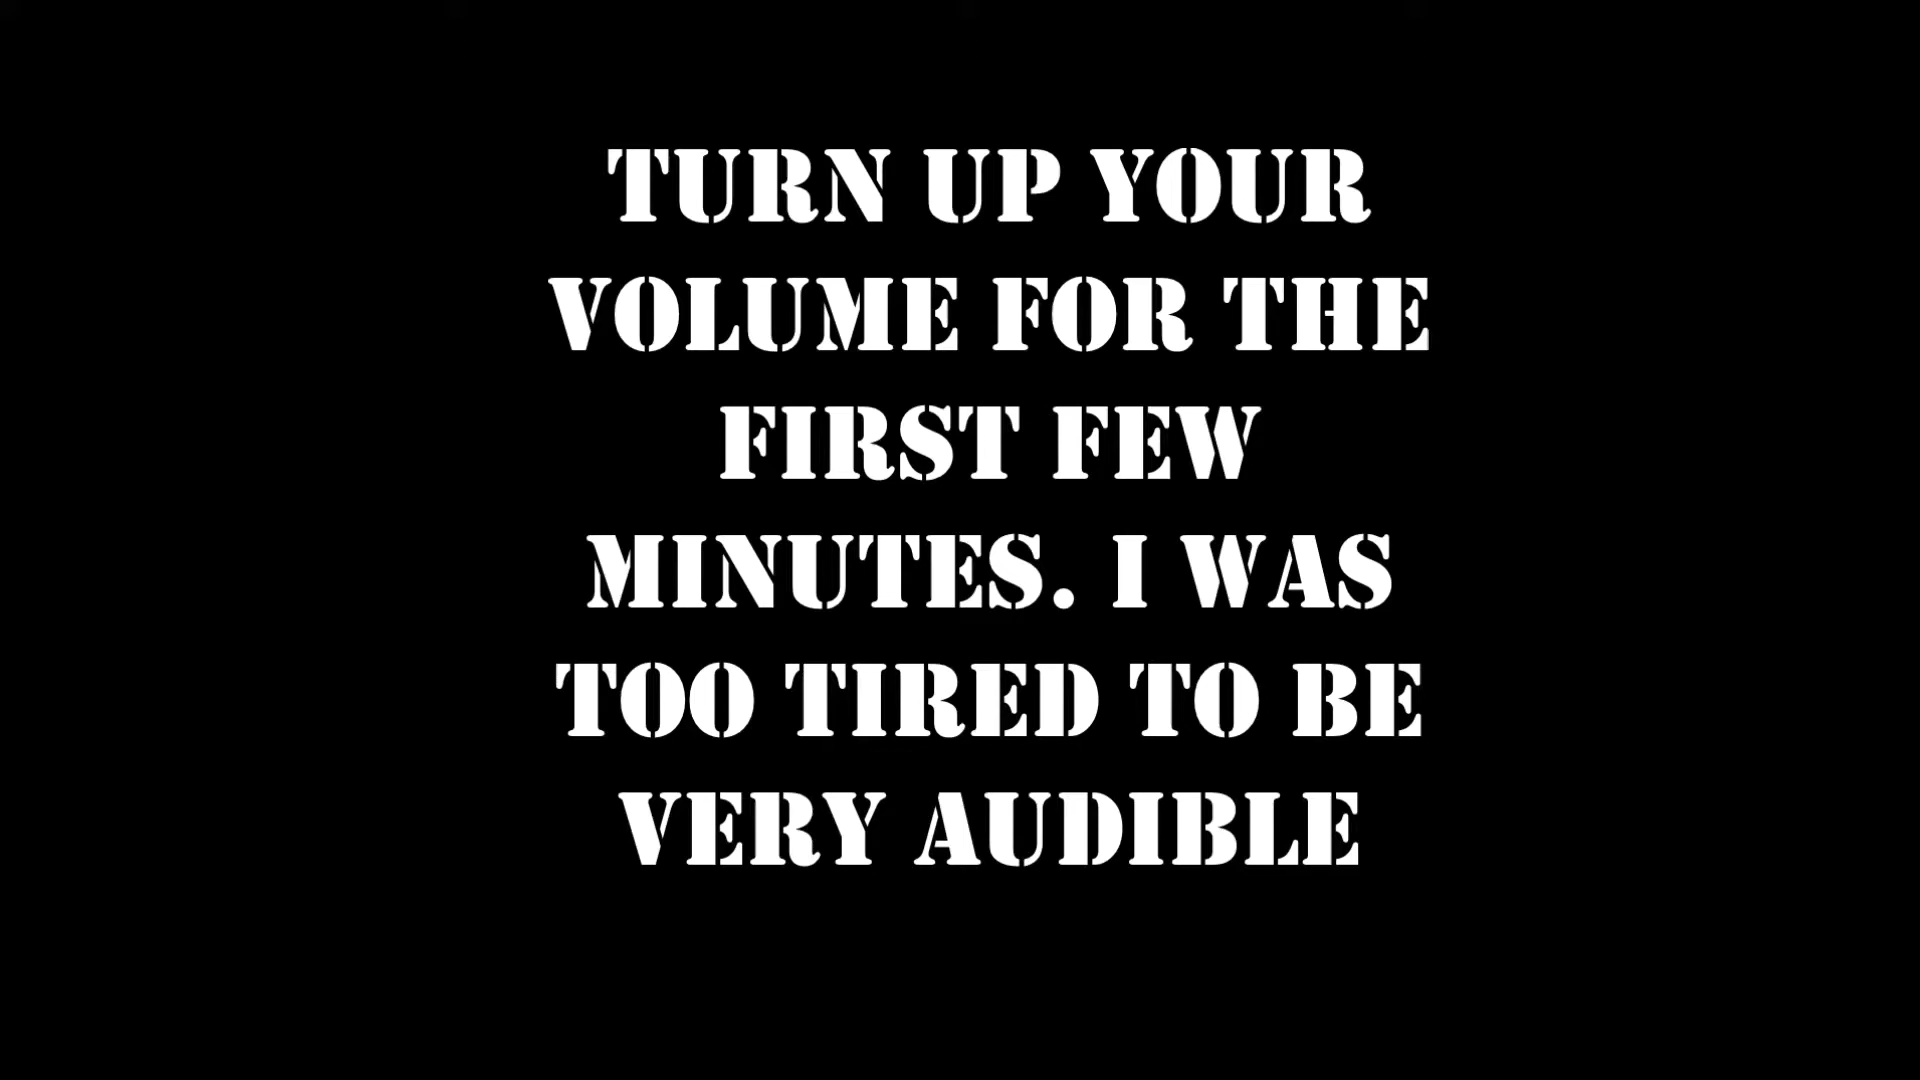 TURN UP YOUR
VOLUME FOR THE
FIRST FEW
MINUTES. I WAS
TOO TIRED TO BE
VERY AUDIBLE